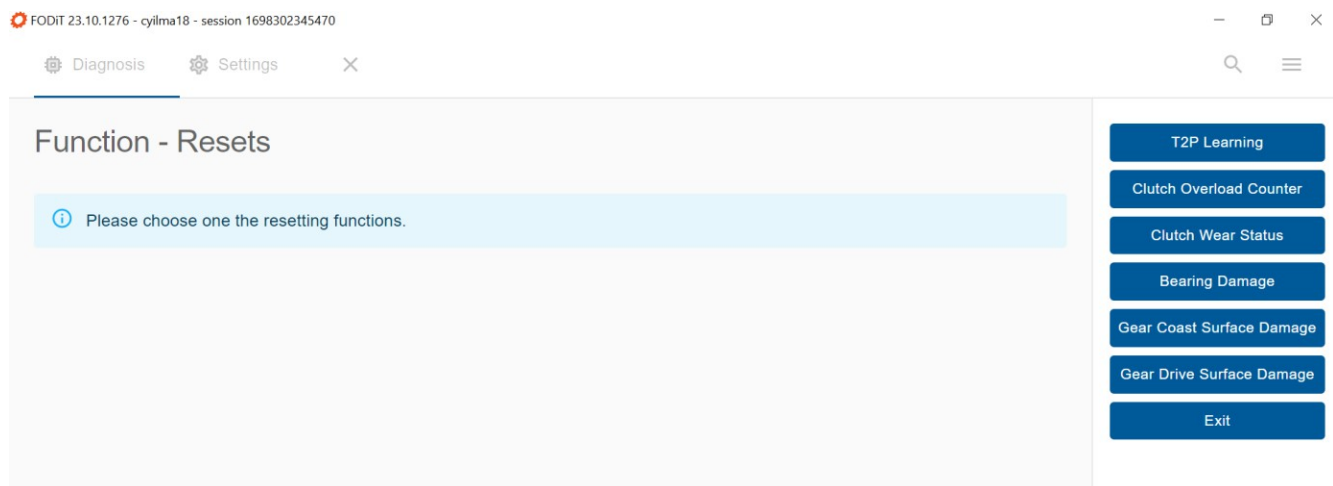 FODiT 23.10.1276 - cyilma18 - session 1698302345470
Diagnosis Settings
Function - Resets
Please choose one the resetting functions.
T2P Learning
Clutch Overload Counter
Clutch Wear Status
Bearing Damage
Gear Coast Surface Damage
Gear Drive Surface Damage
Exit